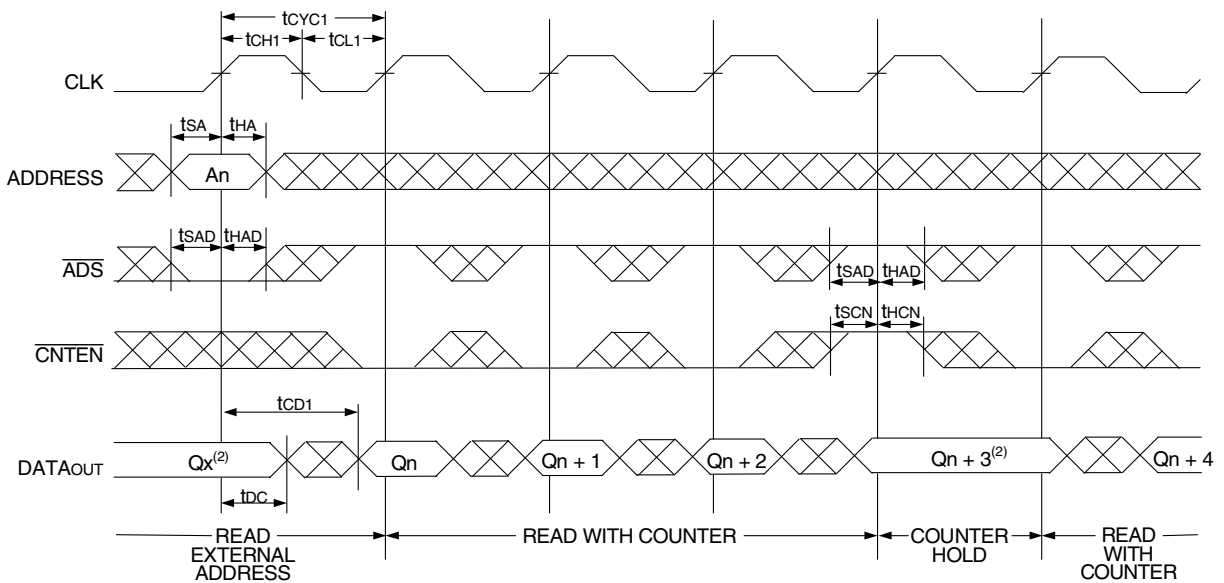 tCYC1
tCH1 tCL1
CLK
tSA tHA
ADDRESS An
tSAD tHAD
ADS tSAD tHAD
tSCN tHCN
CNTEN
tCD1
DATAOUT Qx(2) Qn Qn + 1 Qn + 2 Qn + 3(2) Qn + 4
tDC
READ EXTERNAL ADDRESS
READ WITH COUNTER
COUNTER HOLD
READ WITH COUNTER